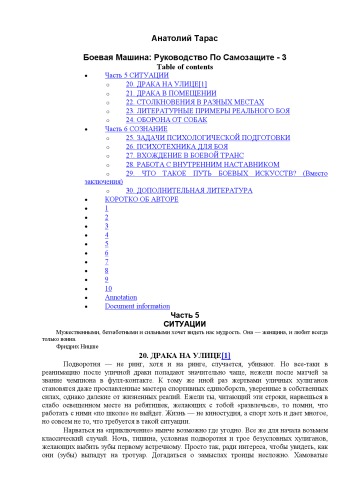 Анатолий Тарас
Боевая Машина: Руководство По Самозащите - 3
Table of contents
• Часть 5 СИТУАЦИИ
o 20. ДРАКА НА УЛИЦЕ[1]
o 21. ДРАКА В ПОМЕЩЕНИИ
o 22. СТОЛКНОВЕНИЯ В РАЗНЫХ МЕСТАХ
o 23. ЛИТЕРАТУРНЫЕ ПРИМЕРЫ РЕАЛЬНОГО БОЯ
o 24. ОБОРОНА ОТ СОБАК
• Часть 6 СОЗНАНИЕ
o 25. ЗАДАЧИ ПСИХОЛОГИЧЕСКОЙ ПОДГОТОВКИ
o 26. ПСИХОТЕХНИКА ДЛЯ БОЯ
o 27. ВХОЖДЕНИЕ В БОЕВОЙ ТРАНС
o 28. РАБОТА С ВНУТРЕННИМ НАСТАВНИКОМ
o 29. ЧТО ТАКОЕ ПУТЬ БОЕВЫХ ИСКУССТВ? (Вместо
заключения)
o 30. ДОПОЛНИТЕЛЬНАЯ ЛИТЕРАТУРА
• КОРОТКО ОБ АВТОРЕ
• 1
• 2
• 3
• 4
• 5
• 6
• 7
• 8
• 9
• 10
• Annotation
• Document information
Часть 5
СИТУАЦИИ
Мужественными, беззаботными и сильными хочет видеть нас мудрость. Она — женщина, и любит всегда
только воина.
Фридрих Ницше
20. ДРАКА НА УЛИЦЕ[1]
Подворотня — не ринг, хотя и на ринге, случается, убивают. Но все-таки в
реанимацию после уличной драки попадают значительно чаще, нежели после матчей за
звание чемпиона в фулл-контакте. К тому же иной раз жертвами уличных хулиганов
становятся даже прославленные мастера спортивных единоборств, уверенные в собственных
силах, однако далекие от жизненных реалий. Ежели ты, читающий эти строки, нарвешься в
слабо освещенном месте на ребятишек, желающих с тобой «развлечься», то помни, что
работать с ними «по школе» не выйдет. Жизнь — не киностудия, а спорт хоть и дает многое,
но совсем не то, что требуется в такой ситуации.
Нарваться на «приключение» ныне возможно где угодно. Все же для начала возьмем
классический случай. Ночь, тишина, условная подворотня и трое безусловных хулиганов,
желающих выбить зубы первому встречному. Просто так, ради интереса, чтобы увидеть, как
они (зубы) выпадут на тротуар. Догадаться о замыслах троицы несложно. Хамоватые